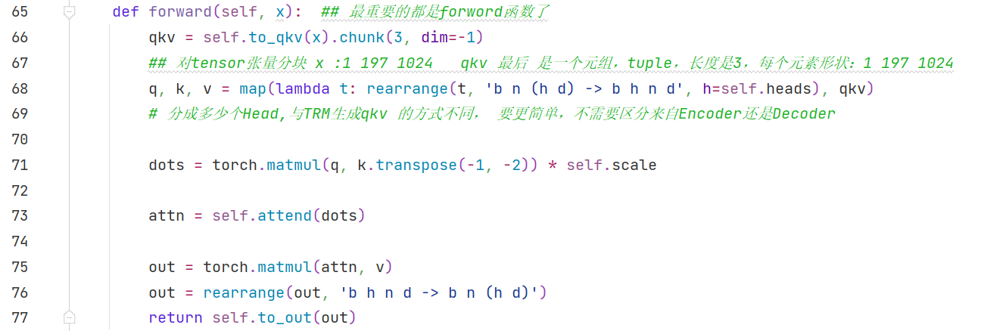 65 def forward(self, x):  ## 最重要的都是forword函数了
66 qkv = self.to_qkv(x).chunk(3, dim=-1)
67 ## 对tensor张量分块 x :1 197 1024   qkv 最后 是一个元组，tuple，长度是3，每个元素形状：1 197 1024
68 q, k, v = map(lambda t: rearrange(t, 'b n (h d) -> b h n d', h=self.heads), qkv)
69 # 分成多少个Head,与TRM生成qkv 的方式不同， 要更简单，不需要区分来自Encoder还是Decoder
70
71 dots = torch.matmul(q, k.transpose(-1, -2)) * self.scale
72
73 attn = self.attend(dots)
74
75 out = torch.matmul(attn, v)
76 out = rearrange(out, 'b h n d -> b n (h d)')
77 return self.to_out(out)